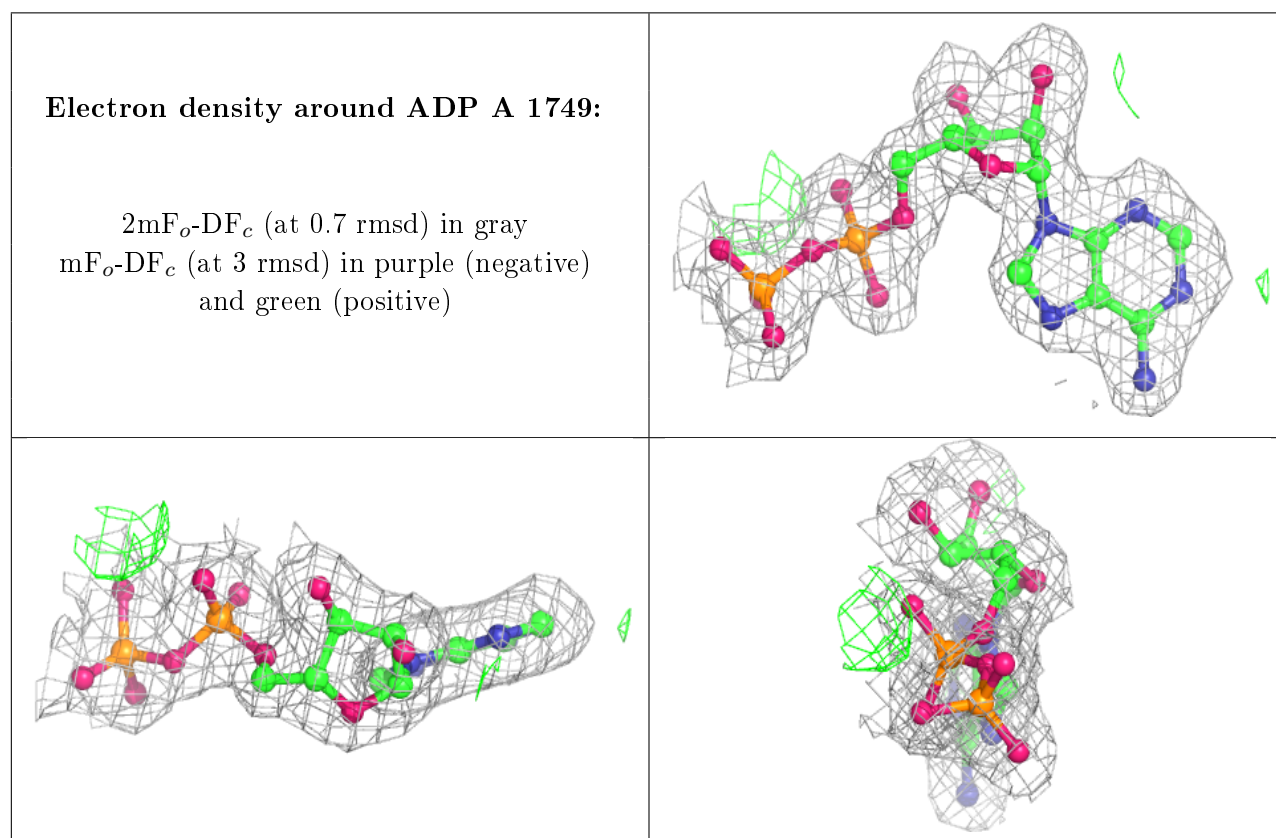 Electron density around ADP A 1749:
2mFₒ-DF𝒸 (at 0.7 rmsd) in gray
mFₒ-DF𝒸 (at 3 rmsd) in purple (negative)
and green (positive)